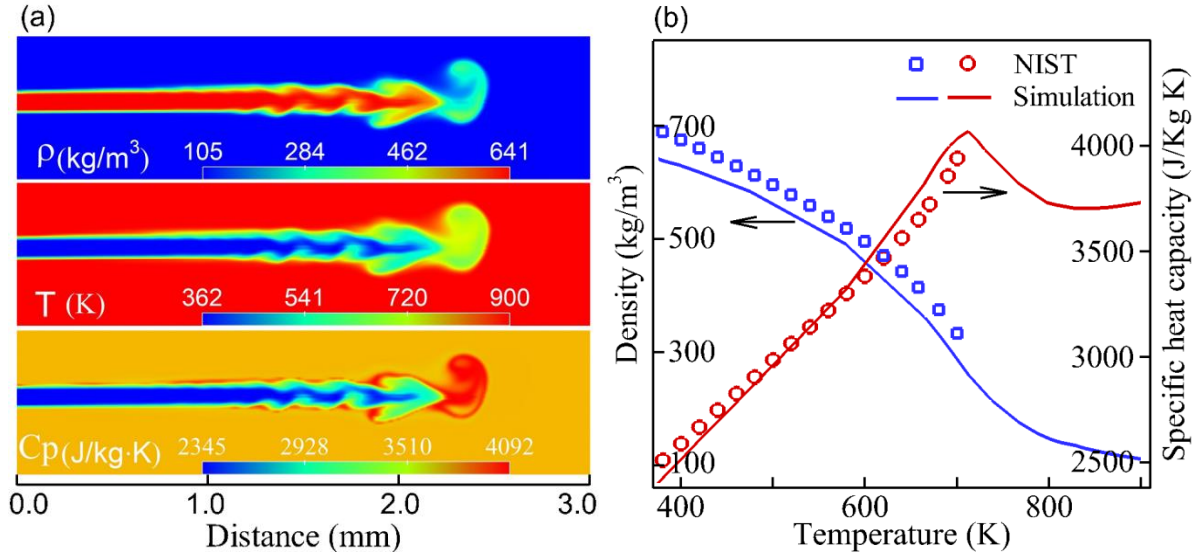 (a)
ρ(kg/m³) 105 284 462 641
T (K) 362 541 720 900
Cp(J/kg·K) 2345 2928 3510 4092
0.0 1.0 2.0 3.0
Distance (mm)
(b)
NIST
Simulation
Density (kg/m³)
700
500
300
100
Specific heat capacity (J/Kg K)
4000
3500
3000
2500
400 600 800
Temperature (K)